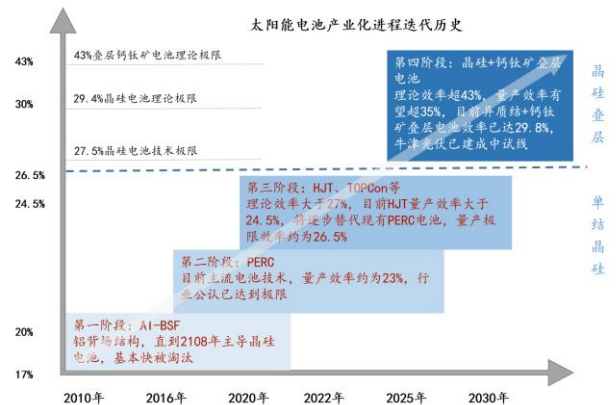 太阳能电池产业化进程迭代历史
43%
43%叠层钙钛矿电池理论极限
30%
29.4%晶硅电池理论极限
27.5%晶硅电池技术极限
26.5%
24.5%
20%
17%
第四阶段：晶硅+钙钛矿叠层
电池
理论效率超43%，量产效率有
望超35%，目前异质结+钙钛
矿叠层电池效率已达29.8%，
牛津光伏已建成中试线
晶硅叠层
第三阶段：HJT、TOPCon等
理论效率大于27%，目前HJT量产效率大于
24.5%，将逐步替代现有PERC电池，量产极
限效率约为26.5%
单结晶硅
第二阶段：PERC
目前主流电池技术，量产效率约为23%，行
业公认已达到极限
第一阶段：AI-BSF
铝背场结构，直到2108年主导晶硅
电池，基本快被淘汰
2010年 2016年 2020年 2022年 2025年 2030年